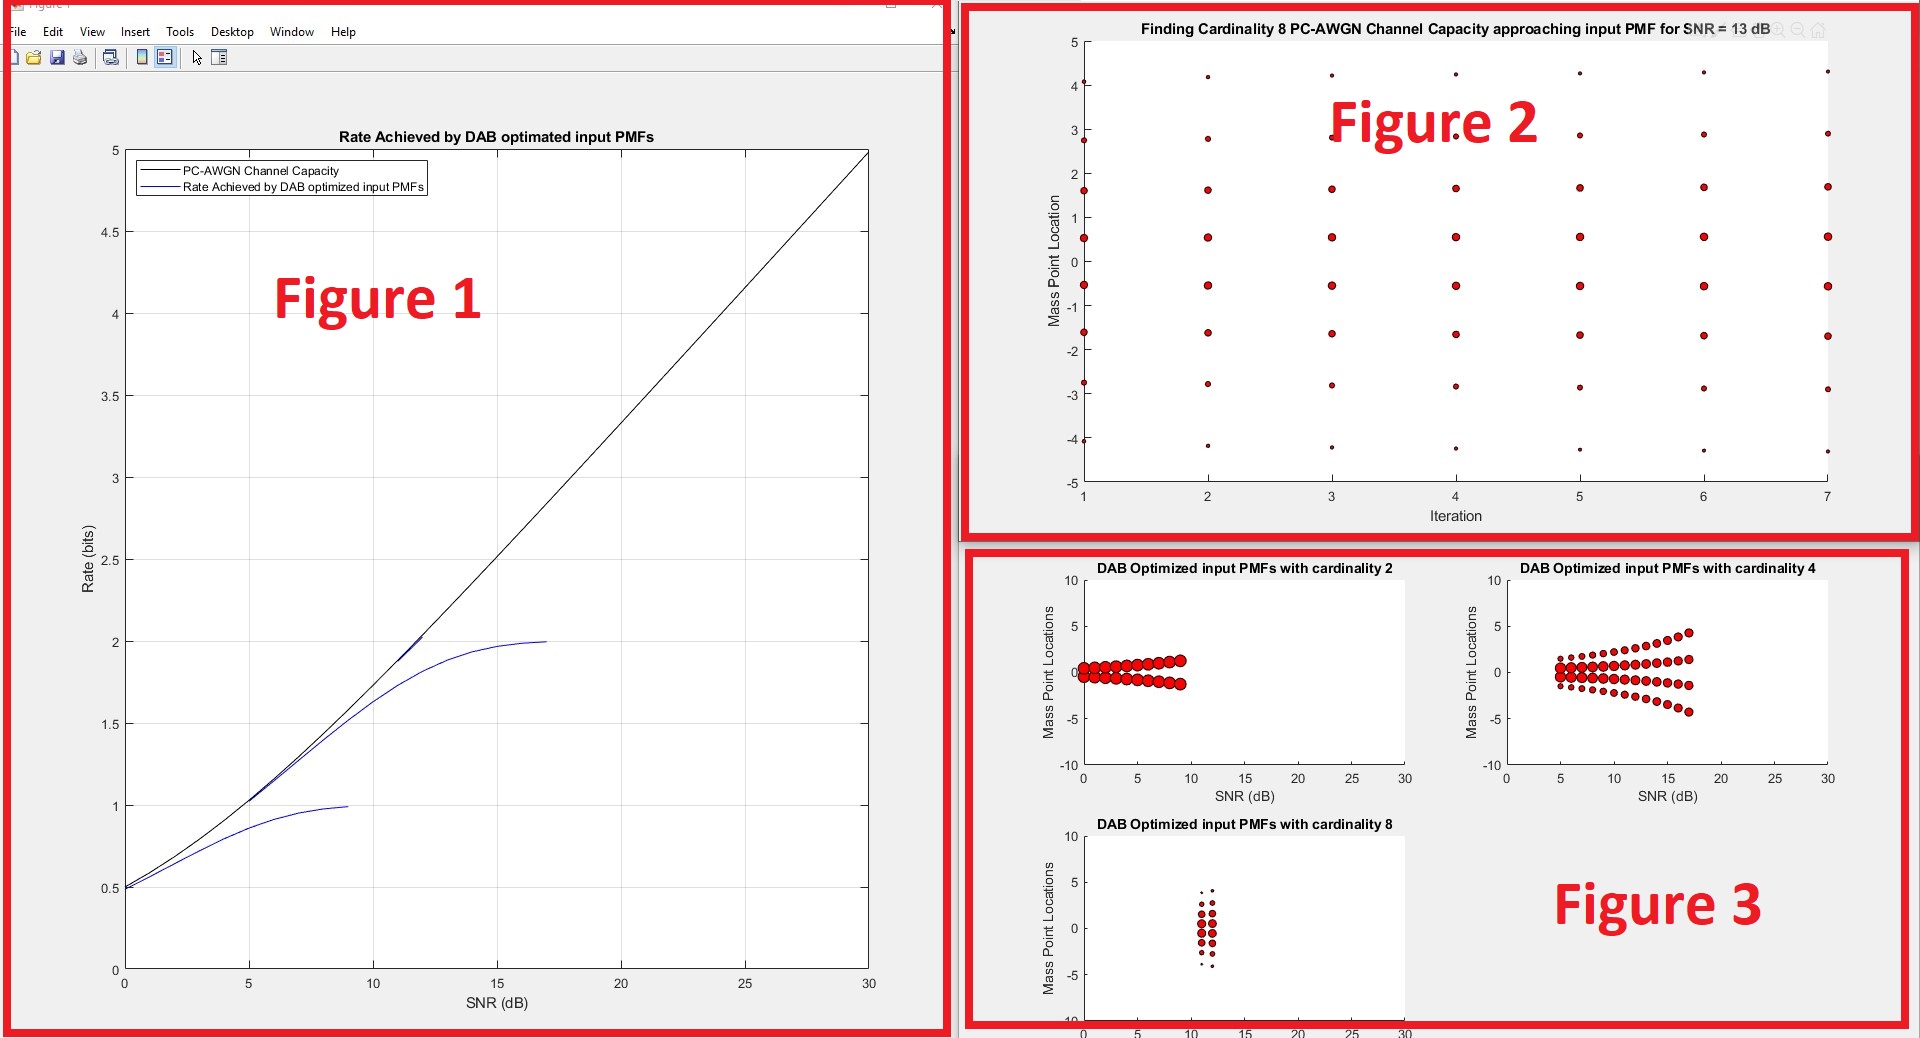 Figure 1
File Edit View Insert Tools Desktop Window Help
Rate Achieved by DAB optimated input PMFs
PC-AWGN Channel Capacity
Rate Achieved by DAB optimized input PMFs
5
4.5
4
3.5
3
2.5
2
1.5
1
0.5
0
Rate (bits)
0 5 10 15 20 25 30
SNR (dB)
Figure 1
Finding Cardinality 8 PC-AWGN Channel Capacity approaching input PMF for SNR = 13 dB
5
4
3
2
1
0
-1
-2
-3
-4
-5
Mass Point Location
1 2 3 4 5 6 7
Iteration
Figure 2
DAB Optimized input PMFs with cardinality 2
10
5
0
-5
-10
Mass Point Locations
0 5 10 15 20 25 30
SNR (dB)
DAB Optimized input PMFs with cardinality 4
10
5
0
-5
-10
Mass Point Locations
0 5 10 15 20 25 30
SNR (dB)
DAB Optimized input PMFs with cardinality 8
10
5
0
-5
-10
Mass Point Locations
0 5 10 15 20 25 30
Figure 3